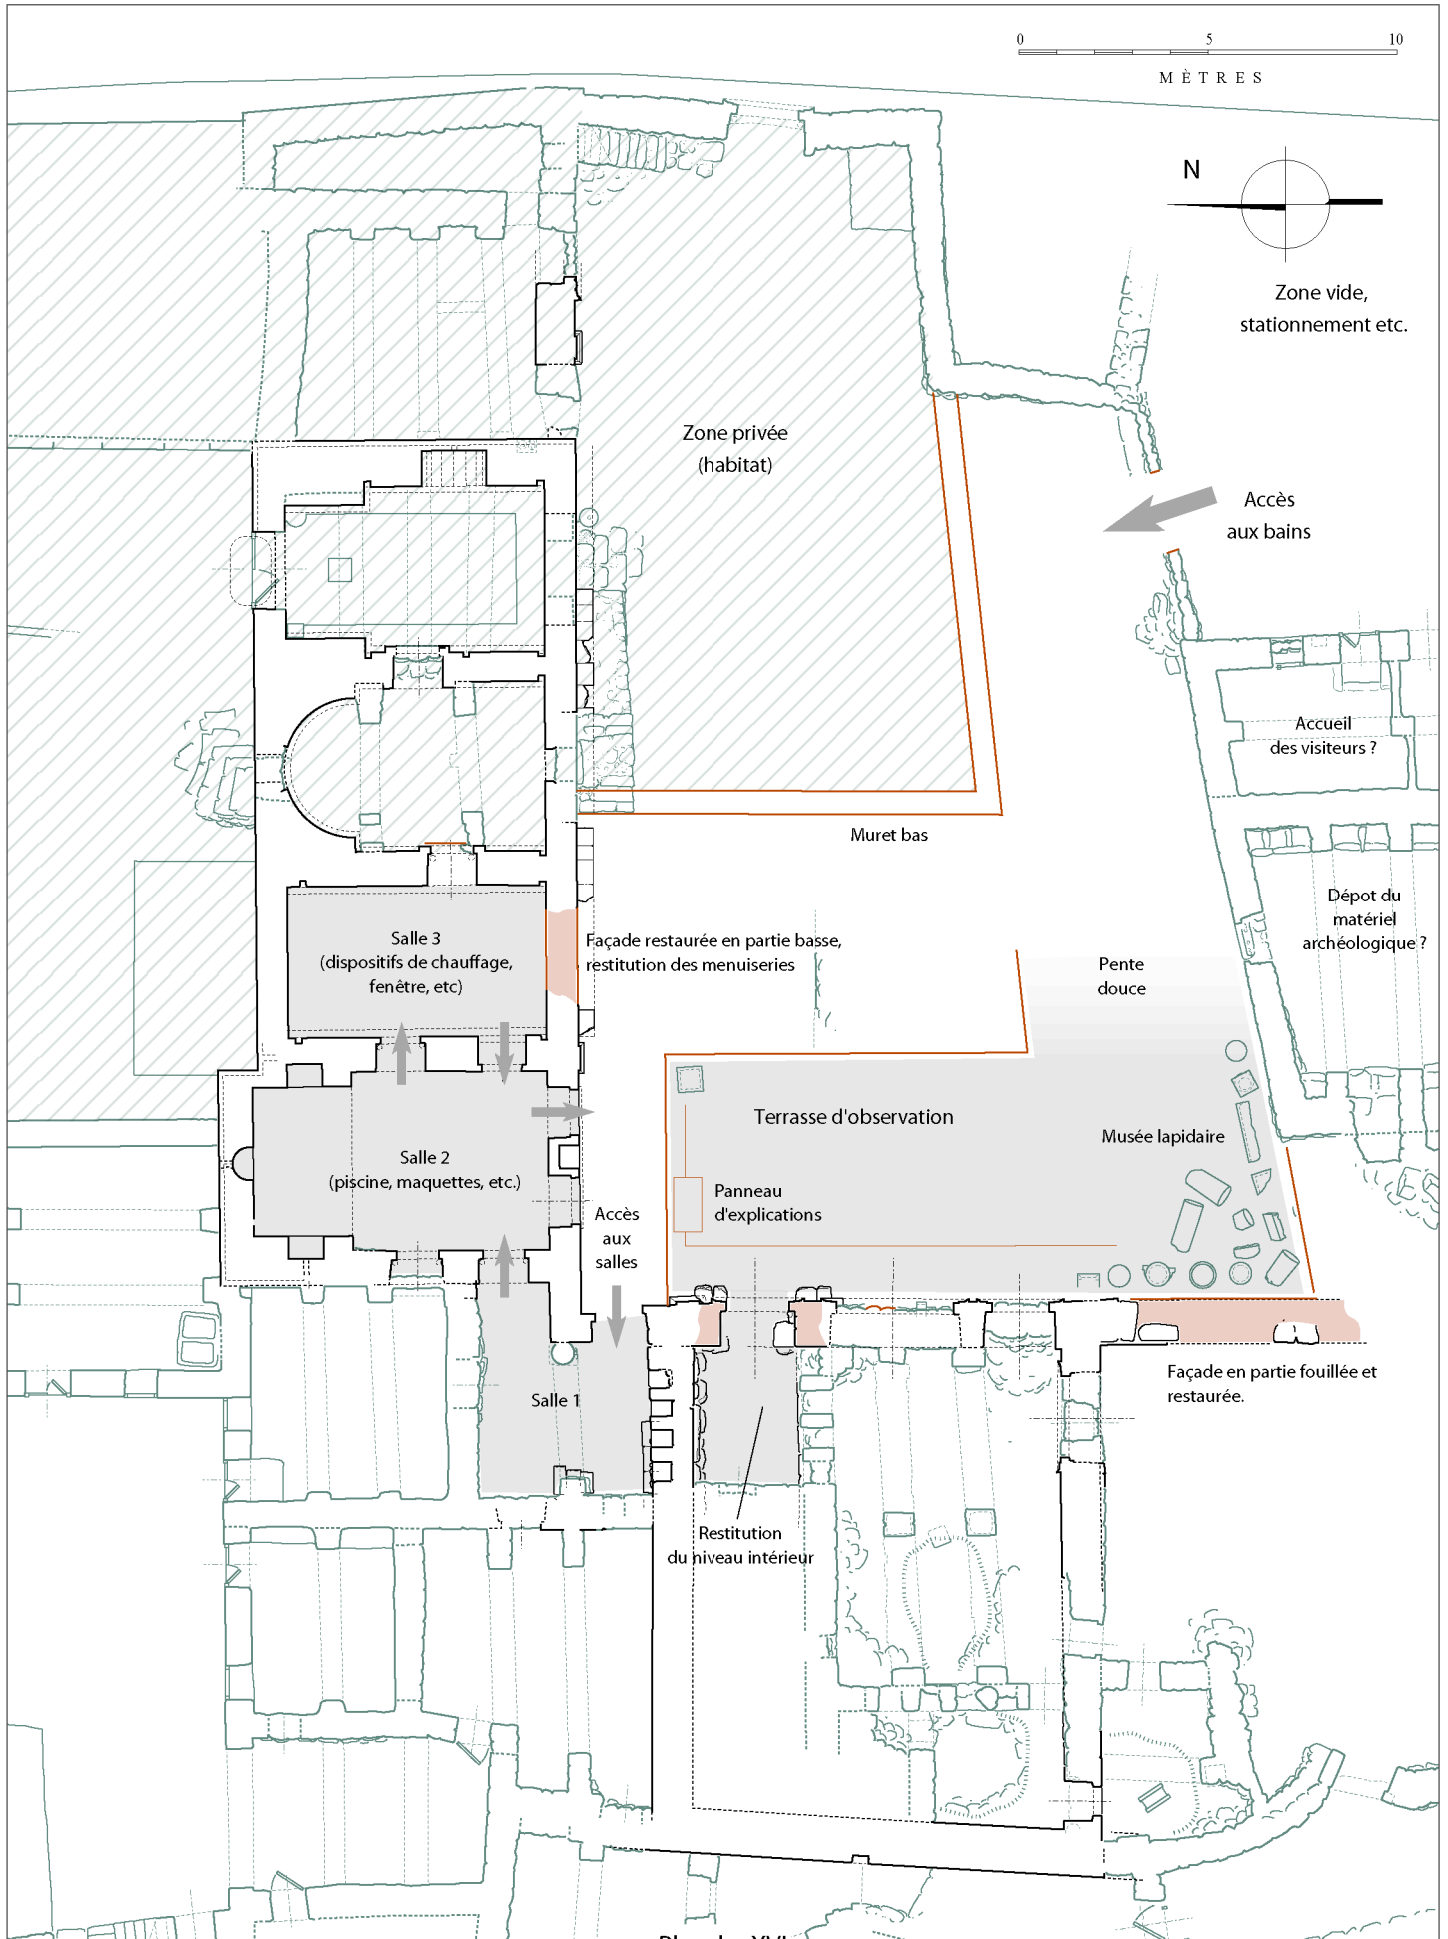 0 5 10
MÈTRES
N
Zone vide,
stationnement etc.
Zone privée
(habitat)
Accès
aux bains
Accueil
des visiteurs ?
Muret bas
Dépot du
matériel
archéologique ?
Salle 3
(dispositifs de chauffage,
fenêtre, etc)
Façade restaurée en partie basse,
restitution des menuiseries
Pente
douce
Terrasse d'observation
Musée lapidaire
Salle 2
(piscine, maquettes, etc.)
Panneau
d'explications
Accès
aux
salles
Façade en partie fouillée et
restaurée.
Salle 1
Restitution
du niveau intérieur